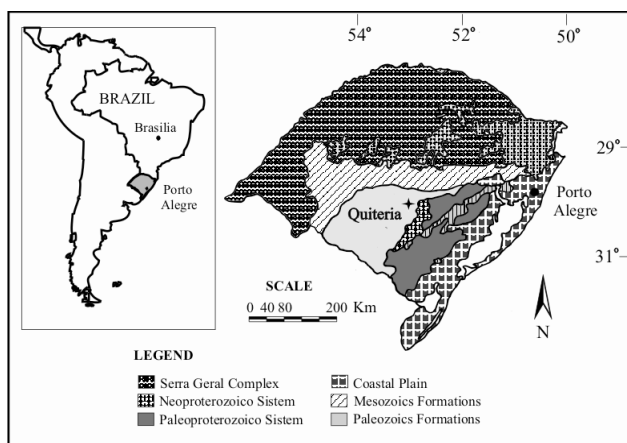 54° 52° 50°
BRAZIL
Brasilia
Porto
Alegre
29°
Porto
Alegre
Quiteria
31°
SCALE
0 40 80 200 Km
N
LEGEND
Serra Geral Complex
Neoproterozoico Sistem
Paleoproterozoico Sistem
Coastal Plain
Mesozoics Formations
Paleozoics Formations